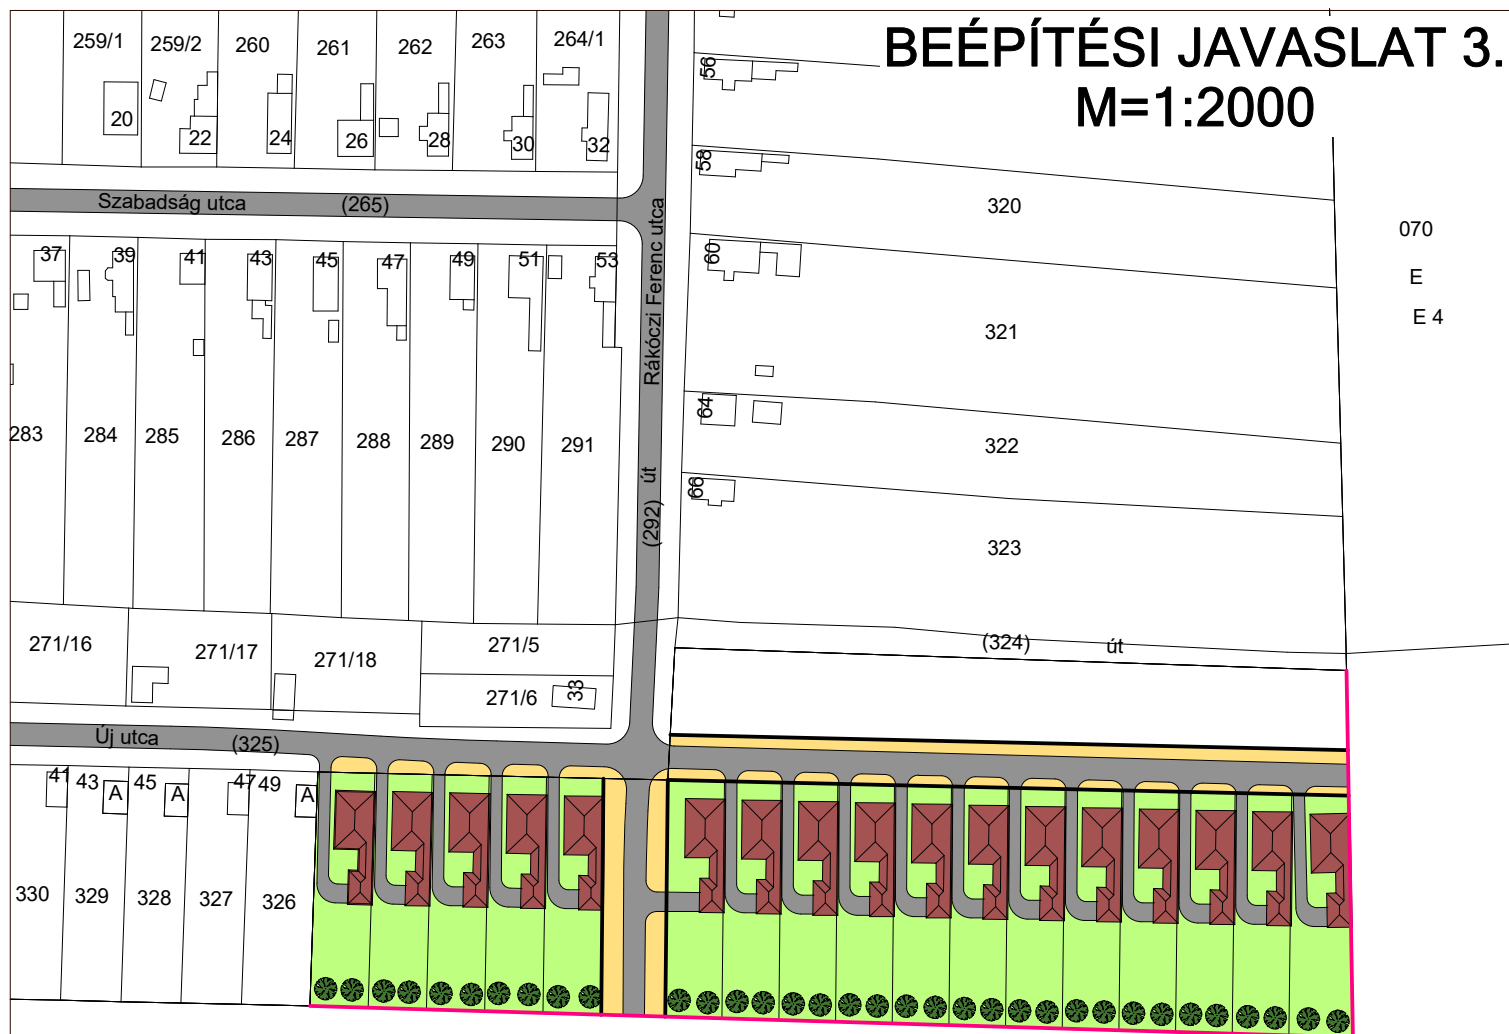 BEÉPÍTÉSI JAVASLAT 3.
M=1:2000
259/1 259/2 260 261 262 263 264/1
20 22 24 26 28 30 32
56
58
60
64
66
Szabadság utca (265)
Rákóczi Ferenc utca
(292) út
37 39 41 43 45 47 49 51 53
283 284 285 286 287 288 289 290 291
320
321
322
323
070
E
E 4
(324) út
271/16 271/17 271/18 271/5
271/6 33
Új utca (325)
41 43 A 45 A 47 49 A
330 329 328 327 326